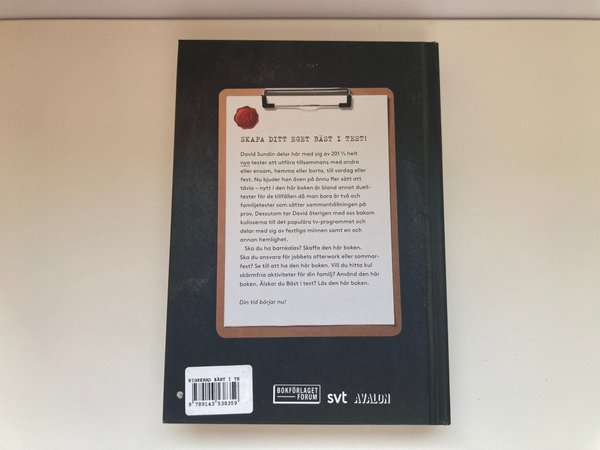 SKAPA DITT EGET BÄST I TEST!
David Sundin delar här med sig av 201 ½ helt
nya tester att utföra tillsammans med andra
eller ensam, hemma eller borta, till vardag eller
fest. Nu bjuder han även på ännu fler sätt att
tävla – nytt i den här boken är bland annat duell-
tester för de tillfällen då man bara är två och
familjetester som sätter sammanhållningen på
prov. Dessutom tar David återigen med oss bakom
kulisserna till det populära tv-programmet och
delar med sig av festliga minnen samt en och
annan hemlighet.
Ska du ha barnkalas? Skaffa den här boken.
Ska du ansvara för jobbets afterwork eller sommar-
fest? Se till att ha den här boken. Vill du hitta kul
skärmfria aktiviteter för din familj? Använd den här
boken. Älskar du Bäst i test? Läs den här boken.
Din tid börjar nu!
SIGNERAD BÄST I TE
9 789143 538359
BOKFÖRLAGET
FORUM
svt
AVALON